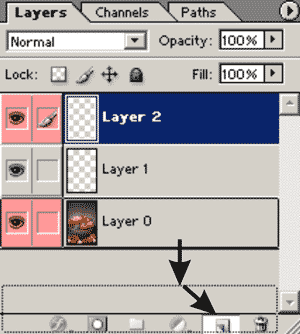 Layers Channels Paths
Normal Opacity: 100%
Lock: Fill: 100%
Layer 2
Layer 1
Layer 0